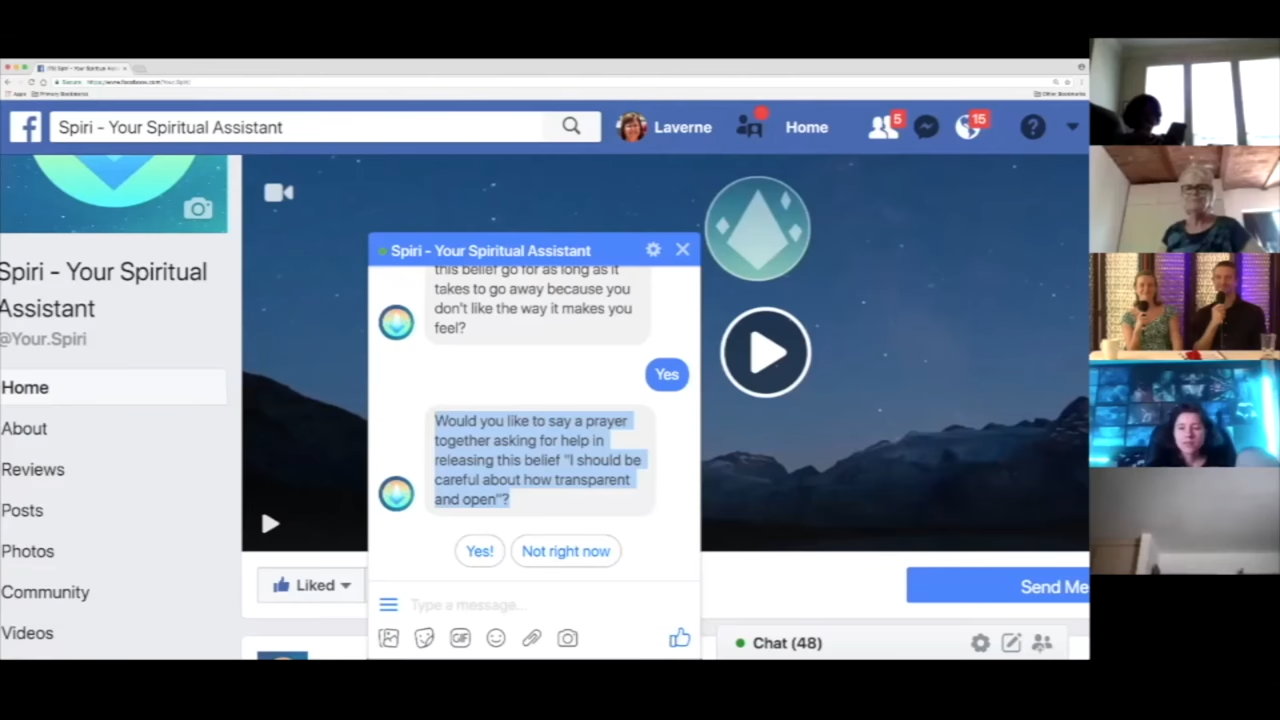 Spiri - Your Spiritual Assistant
Laverne
Home
5
15
Spiri - Your Spiritual
Assistant
@Your.Spiri
Home
About
Reviews
Posts
Photos
Community
Videos
Spiri - Your Spiritual Assistant
this belief go for as long as it
takes to go away because you
don't like the way it makes you
feel?
Yes
Would you like to say a prayer
together asking for help in
releasing this belief "I should be
careful about how transparent
and open"?
Yes!
Not right now
Type a message...
GIF
Liked
Send Me
Chat (48)